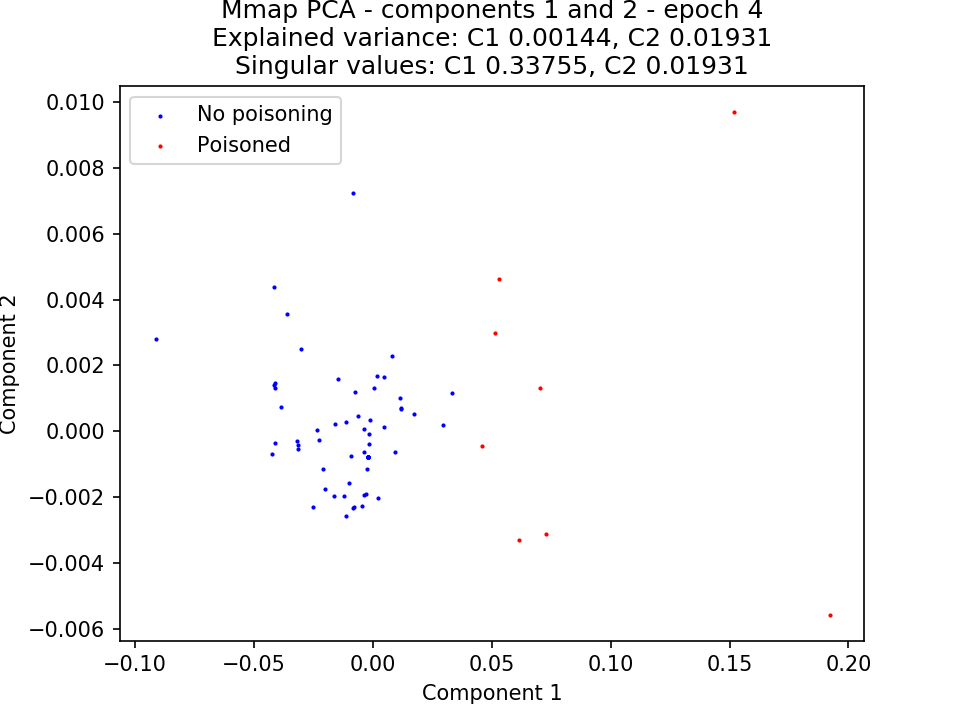 Mmap PCA - components 1 and 2 - epoch 4
Explained variance: C1 0.00144, C2 0.01931
Singular values: C1 0.33755, C2 0.01931
No poisoning
Poisoned
0.010
0.008
0.006
0.004
0.002
0.000
−0.002
−0.004
−0.006
Component 2
−0.10
−0.05
0.00
0.05
0.10
0.15
0.20
Component 1